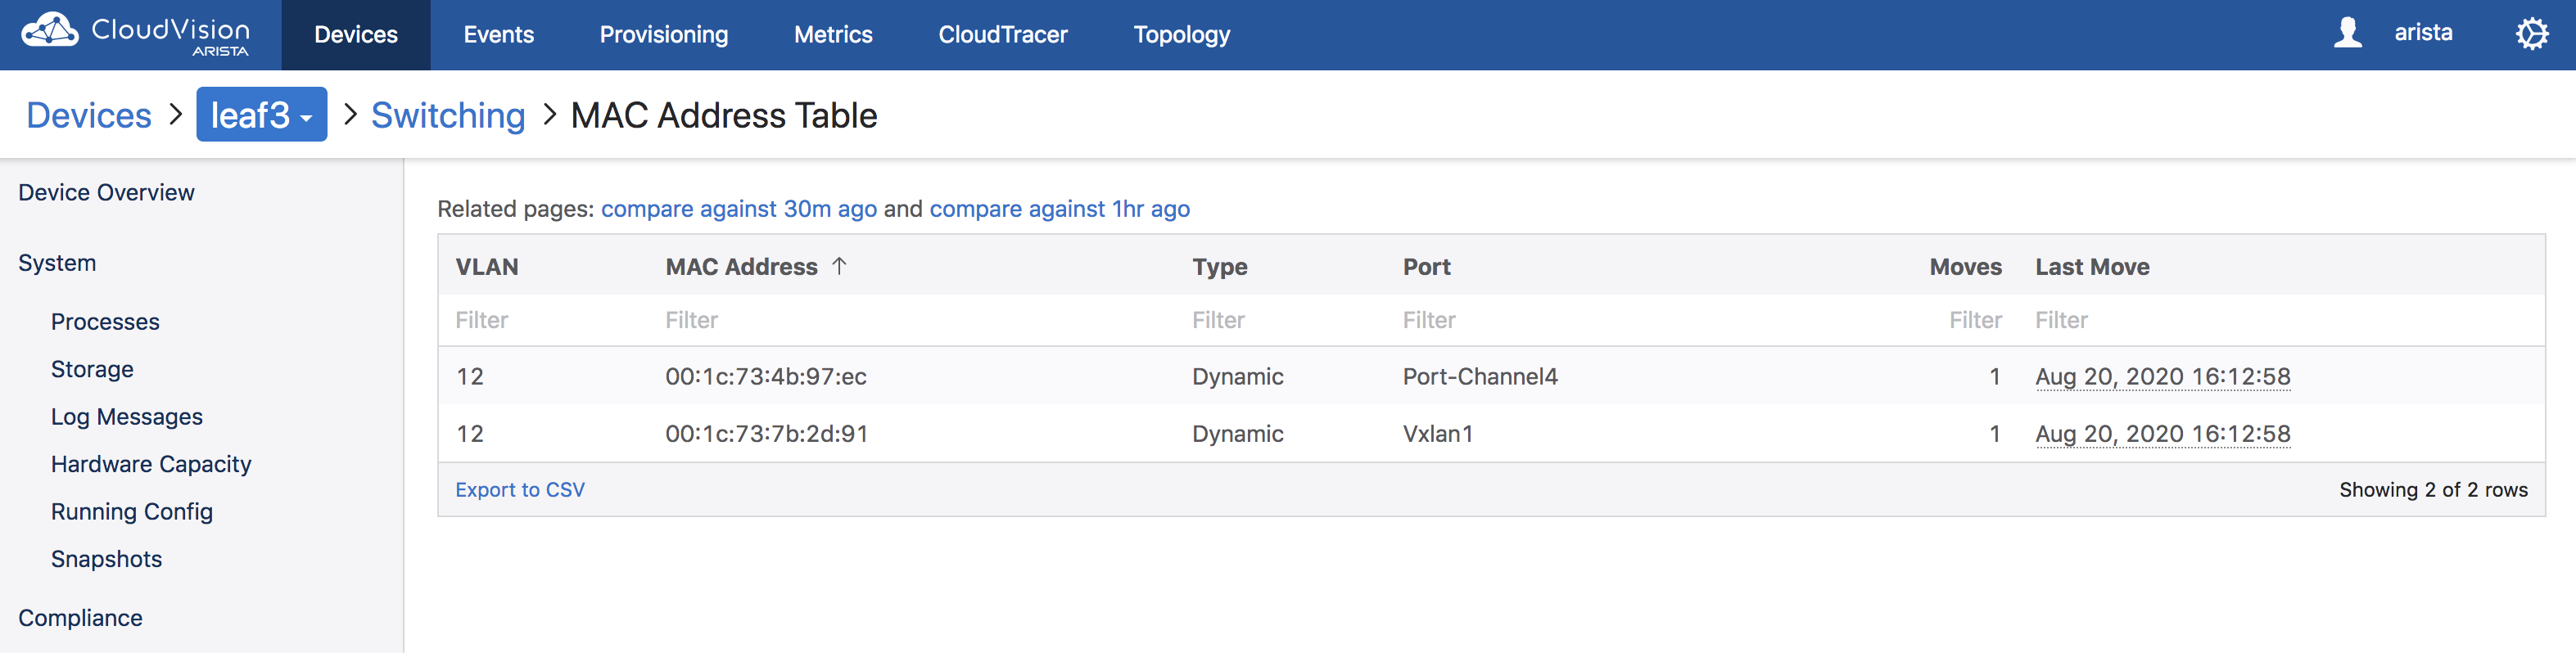 CloudVision ARISTA Devices Events Provisioning Metrics CloudTracer Topology arista
Devices > leaf3 > Switching > MAC Address Table
Device Overview
System
Processes
Storage
Log Messages
Hardware Capacity
Running Config
Snapshots
Compliance
Related pages: compare against 30m ago and compare against 1hr ago
VLAN MAC Address ↑ Type Port Moves Last Move
Filter Filter Filter Filter Filter Filter
12 00:1c:73:4b:97:ec Dynamic Port-Channel4 1 Aug 20, 2020 16:12:58
12 00:1c:73:7b:2d:91 Dynamic Vxlan1 1 Aug 20, 2020 16:12:58
Export to CSV Showing 2 of 2 rows